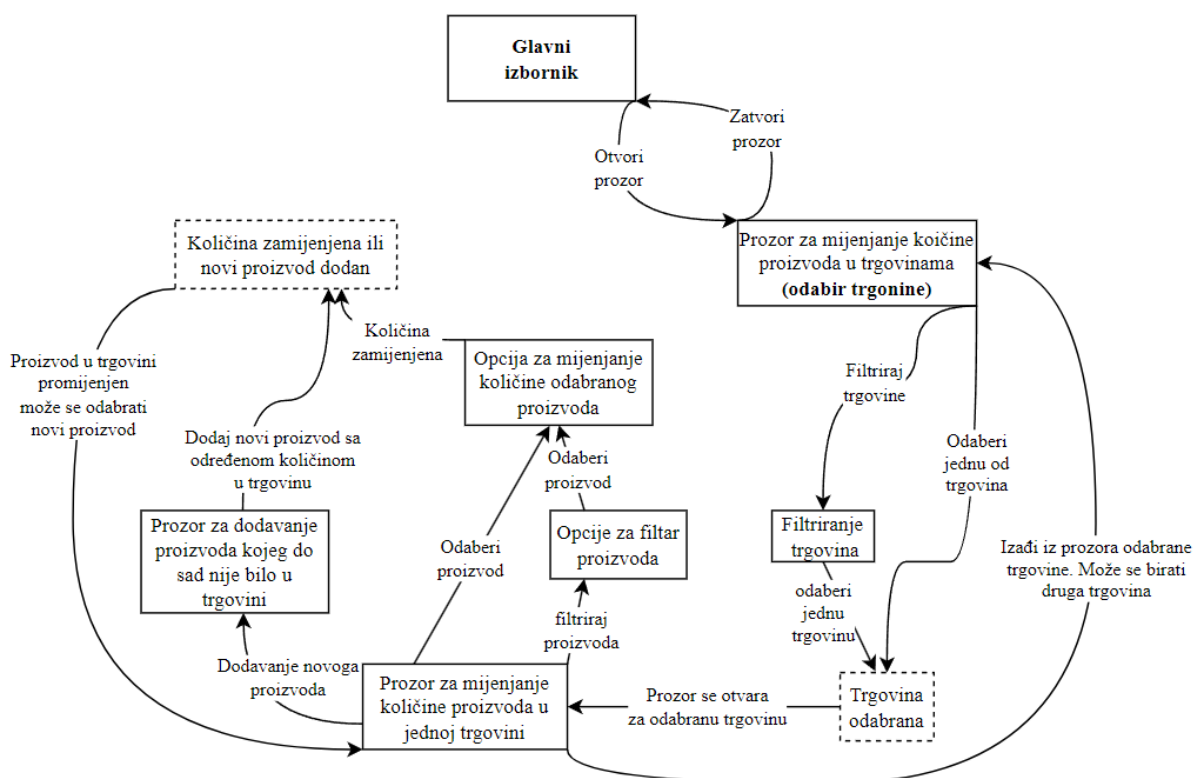 Glavni
izbornik
Zatvori
prozor
Otvori
prozor
Količina zamijenjena ili
novi proizvod dodan
Prozor za mijenjanje koičine
proizvoda u trgovinama
(odabir trgonine)
Količina
zamijenjena
Proizvod u trgovini
promijenjen
može se odabrati
novi proizvod
Opcija za mijenjanje
količine odabranog
proizvoda
Filtriraj
trgovine
Dodaj novi proizvod sa
određenom količinom
u trgovinu
Odaberi
proizvod
Odaberi
jednu od
trgovina
Prozor za dodavanje
proizvoda kojeg do
sad nije bilo u
trgovini
Odaberi
proizvod
Opcije za filtar
proizvoda
Filtriranje
trgovina
Izađi iz prozora odabrane
trgovine. Može se birati
druga trgovina
filtriraj
proizvoda
odaberi
jednu
trgovinu
Dodavanje novoga
proizvoda
Prozor za mijenjanje
količine proizvoda u
jednoj trgovini
Prozor se otvara
za odabranu trgovinu
Trgovina
odabrana